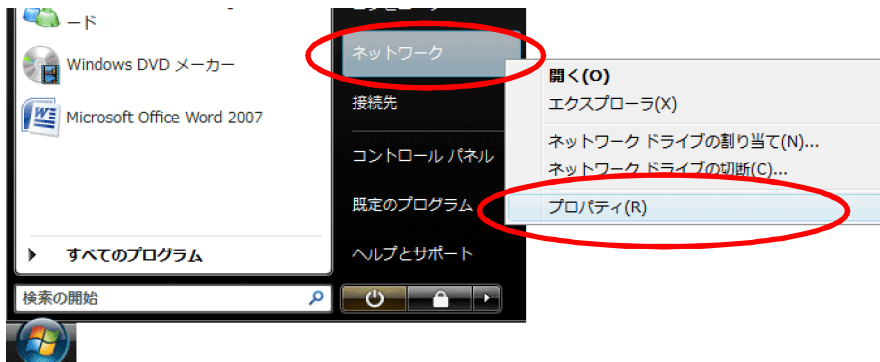 ード
Windows DVD メーカー
Microsoft Office Word 2007
すべてのプログラム
検索の開始
ネットワーク
接続先
コントロール パネル
既定のプログラム
ヘルプとサポート
開く(O)
エクスプローラ(X)
ネットワーク ドライブの割り当て(N)...
ネットワーク ドライブの切断(C)...
プロパティ(R)